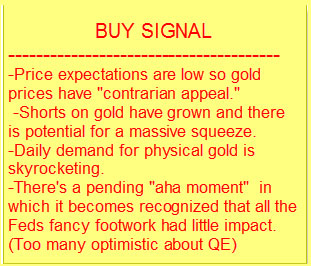 BUY SIGNAL
---------------------------------------
-Price expectations are low so gold
prices have "contrarian appeal."
-Shorts on gold have grown and there
is potential for a massive squeeze.
-Daily demand for physical gold is
skyrocketing.
-There's a pending "aha moment"  in
which it becomes recognized that all the
Feds fancy footwork had little impact.
(Too many optimistic about QE)